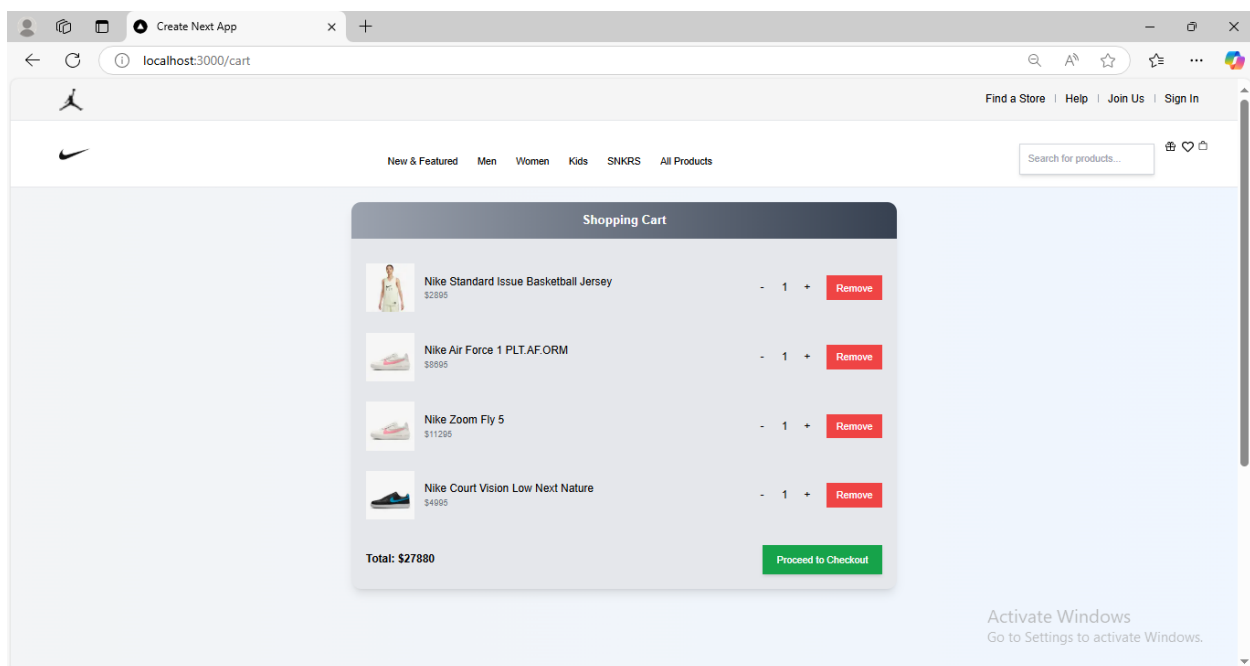 Create Next App
localhost:3000/cart
Find a Store | Help | Join Us | Sign In
New & Featured Men Women Kids SNKRS All Products
Search for products...
Shopping Cart
Nike Standard Issue Basketball Jersey
$2895
- 1 + Remove
Nike Air Force 1 PLT.AF.ORM
$8695
- 1 + Remove
Nike Zoom Fly 5
$11295
- 1 + Remove
Nike Court Vision Low Next Nature
$4995
- 1 + Remove
Total: $27880
Proceed to Checkout
Activate Windows
Go to Settings to activate Windows.